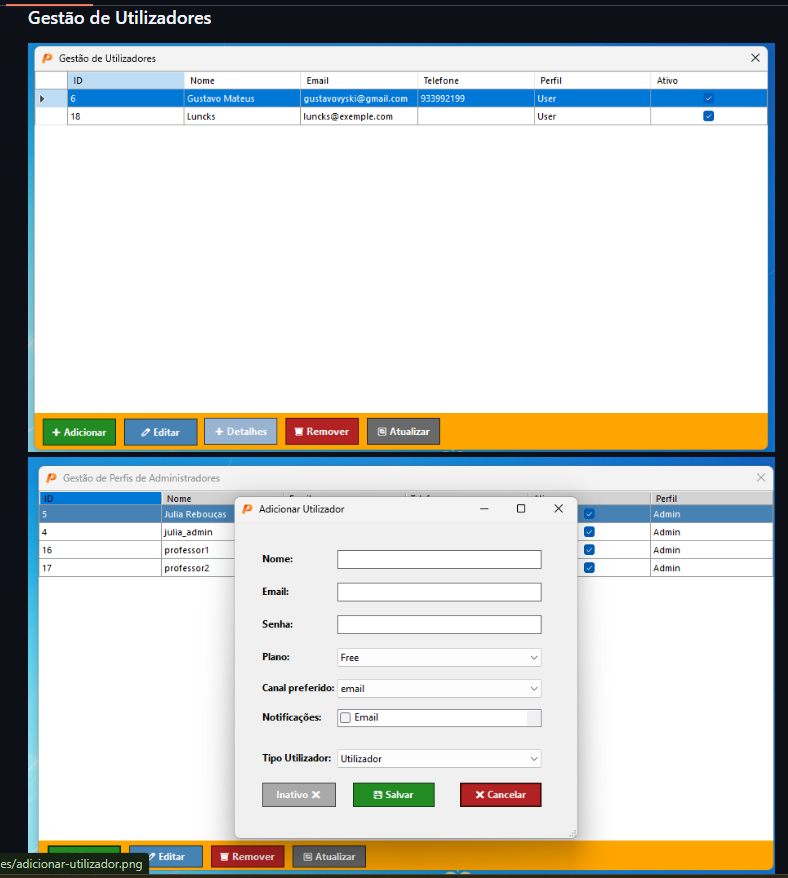 Gestão de Utilizadores
Gestão de Utilizadores
ID Nome Email Telefone Perfil Ativo
6 Gustavo Mateus gustavovyski@gmail.com 933992199 User
18 Luncks luncks@exemple.com User
Adicionar Editar + Detalhes Remover Atualizar
Gestão de Perfis de Administradores
ID Nome Perfil
5 Julia Rebouças Admin
4 julia_admin Admin
16 professor1 Admin
17 professor2 Admin
Adicionar Utilizador
Nome:
Email:
Senha:
Plano: Free
Canal preferido: email
Notificações: Email
Tipo Utilizador: Utilizador
Inativo Salvar Cancelar
Editar Remover Atualizar
es/adicionar-utilizador.png